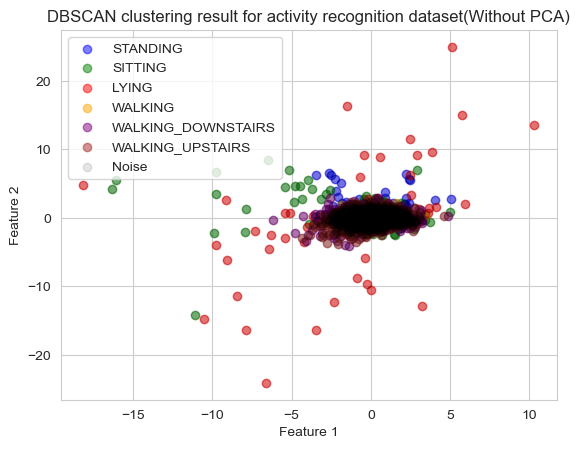 DBSCAN clustering result for activity recognition dataset(Without PCA)
STANDING
SITTING
LYING
WALKING
WALKING_DOWNSTAIRS
WALKING_UPSTAIRS
Noise
20
10
0
−10
−20
Feature 2
−15
−10
−5
0
5
10
Feature 1